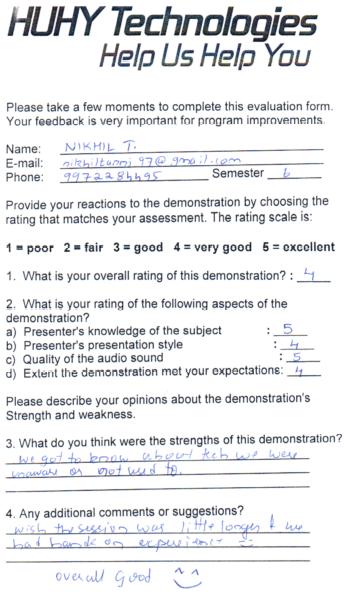 HUHY Technologies
Help Us Help You
Please take a few moments to complete this evaluation form.
Your feedback is very important for program improvements.
Name: NIKHIL T.
E-mail: 97@gmail.com
Phone: Semester 6
Provide your reactions to the demonstration by choosing the
rating that matches your assessment. The rating scale is:
1 = poor 2 = fair 3 = good 4 = very good 5 = excellent
1. What is your overall rating of this demonstration? : 4
2. What is your rating of the following aspects of the
demonstration?
a) Presenter's knowledge of the subject : 5
b) Presenter's presentation style : 4
c) Quality of the audio sound : 5
d) Extent the demonstration met your expectations: 4
Please describe your opinions about the demonstration's
Strength and weakness.
3. What do you think were the strengths of this demonstration?
we got to know about tech we were
unaware or not used to.
4. Any additional comments or suggestions?
wish the session was little longer & we
had hands on experience
overall Good